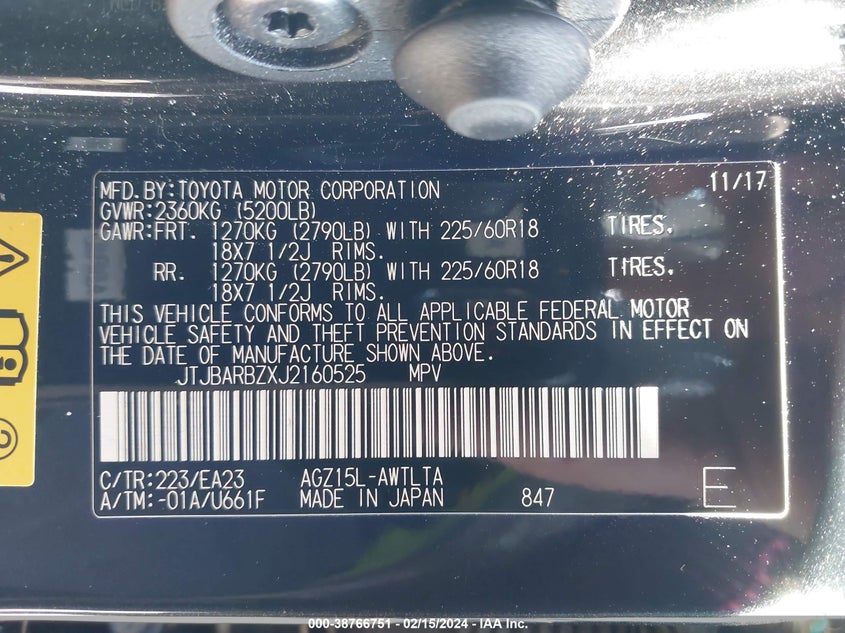 MFD.BY:TOYOTA MOTOR CORPORATION 11/17
GVWR:2360KG (5200LB)
GAWR:FRT. 1270KG (2790LB) WITH 225/60R18 TIRES.
18X7 1/2J RIMS.
RR. 1270KG (2790LB) WITH 225/60R18 TIRES.
18X7 1/2J RIMS.
THIS VEHICLE CONFORMS TO ALL APPLICABLE FEDERAL MOTOR
VEHICLE SAFETY AND THEFT PREVENTION STANDARDS IN EFFECT ON
THE DATE OF MANUFACTURE SHOWN ABOVE.
JTJBARBZXJ2160525 MPV
C/TR:223/EA23 AGZ15L-AWTLTA
A/TM:-01A/U661F MADE IN JAPAN 847 E
000-38766751 - 02/15/2024 - IAA Inc.